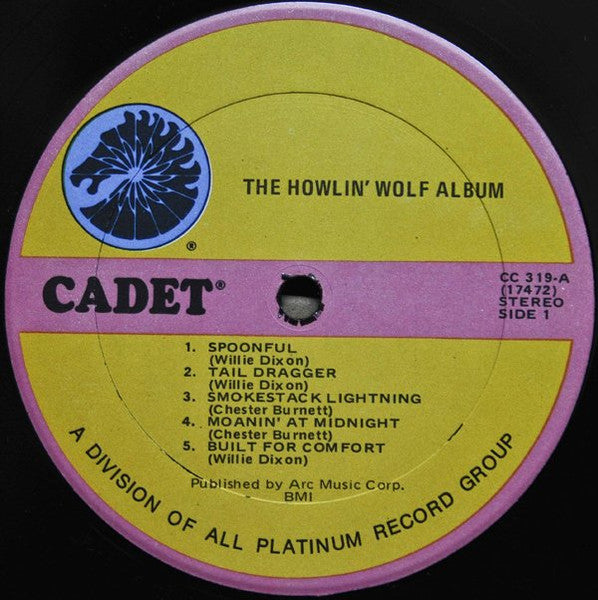 THE HOWLIN' WOLF ALBUM
®
CADET®
CC 319-A
(17472)
STEREO
SIDE 1
1. SPOONFUL
(Willie Dixon)
2. TAIL DRAGGER
(Willie Dixon)
3. SMOKESTACK LIGHTNING
(Chester Burnett)
4. MOANIN' AT MIDNIGHT
(Chester Burnett)
5. BUILT FOR COMFORT
(Willie Dixon)
Published by Arc Music Corp.
BMI
A DIVISION OF ALL PLATINUM RECORD GROUP